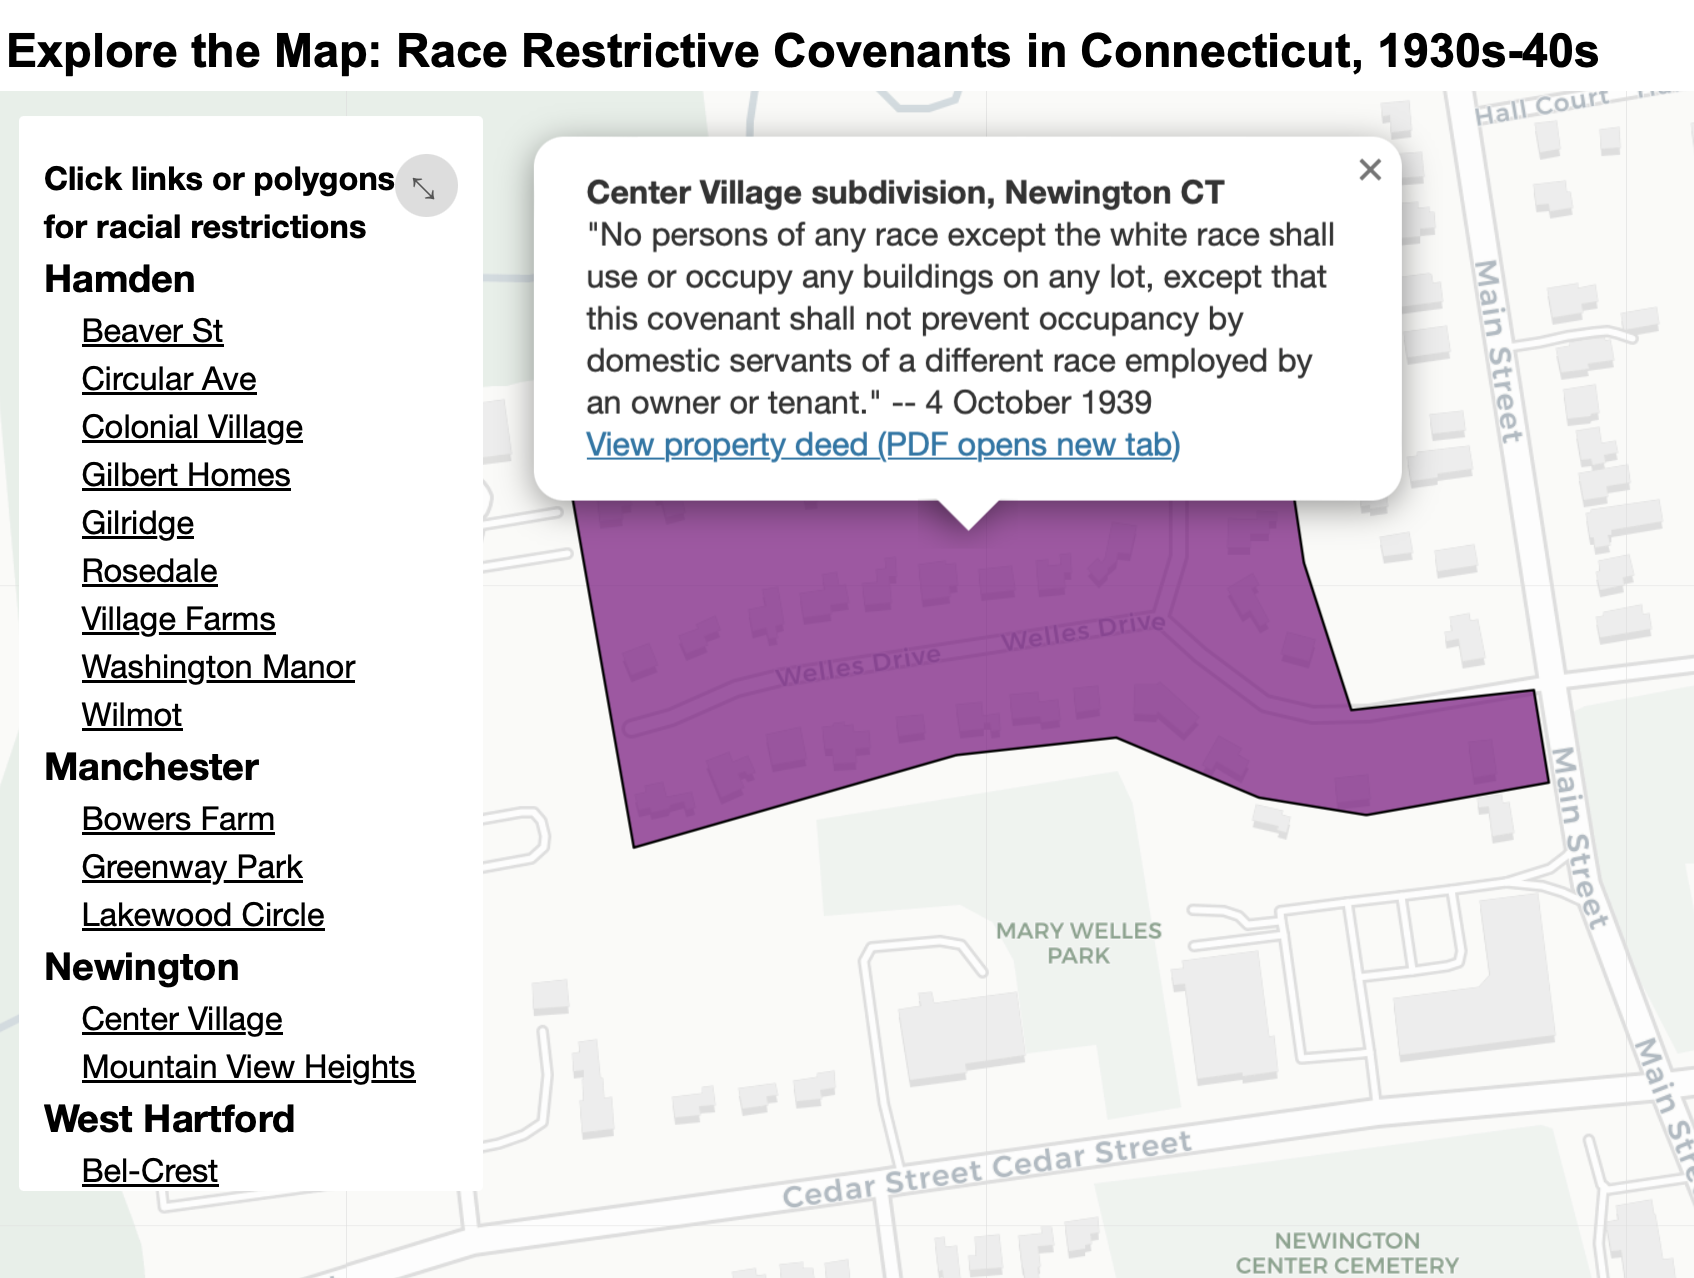 Explore the Map: Race Restrictive Covenants in Connecticut, 1930s-40s
Click links or polygons
for racial restrictions
Hamden
Beaver St
Circular Ave
Colonial Village
Gilbert Homes
Gilridge
Rosedale
Village Farms
Washington Manor
Wilmot
Manchester
Bowers Farm
Greenway Park
Lakewood Circle
Newington
Center Village
Mountain View Heights
West Hartford
Bel-Crest
Center Village subdivision, Newington CT
"No persons of any race except the white race shall
use or occupy any buildings on any lot, except that
this covenant shall not prevent occupancy by
domestic servants of a different race employed by
an owner or tenant." -- 4 October 1939
View property deed (PDF opens new tab)
Hall Court
Main Street
Welles Drive
Welles Drive
Main Street
MARY WELLES
PARK
Main Stre
Cedar Street Cedar Street
NEWINGTON
CENTER CEMETERY